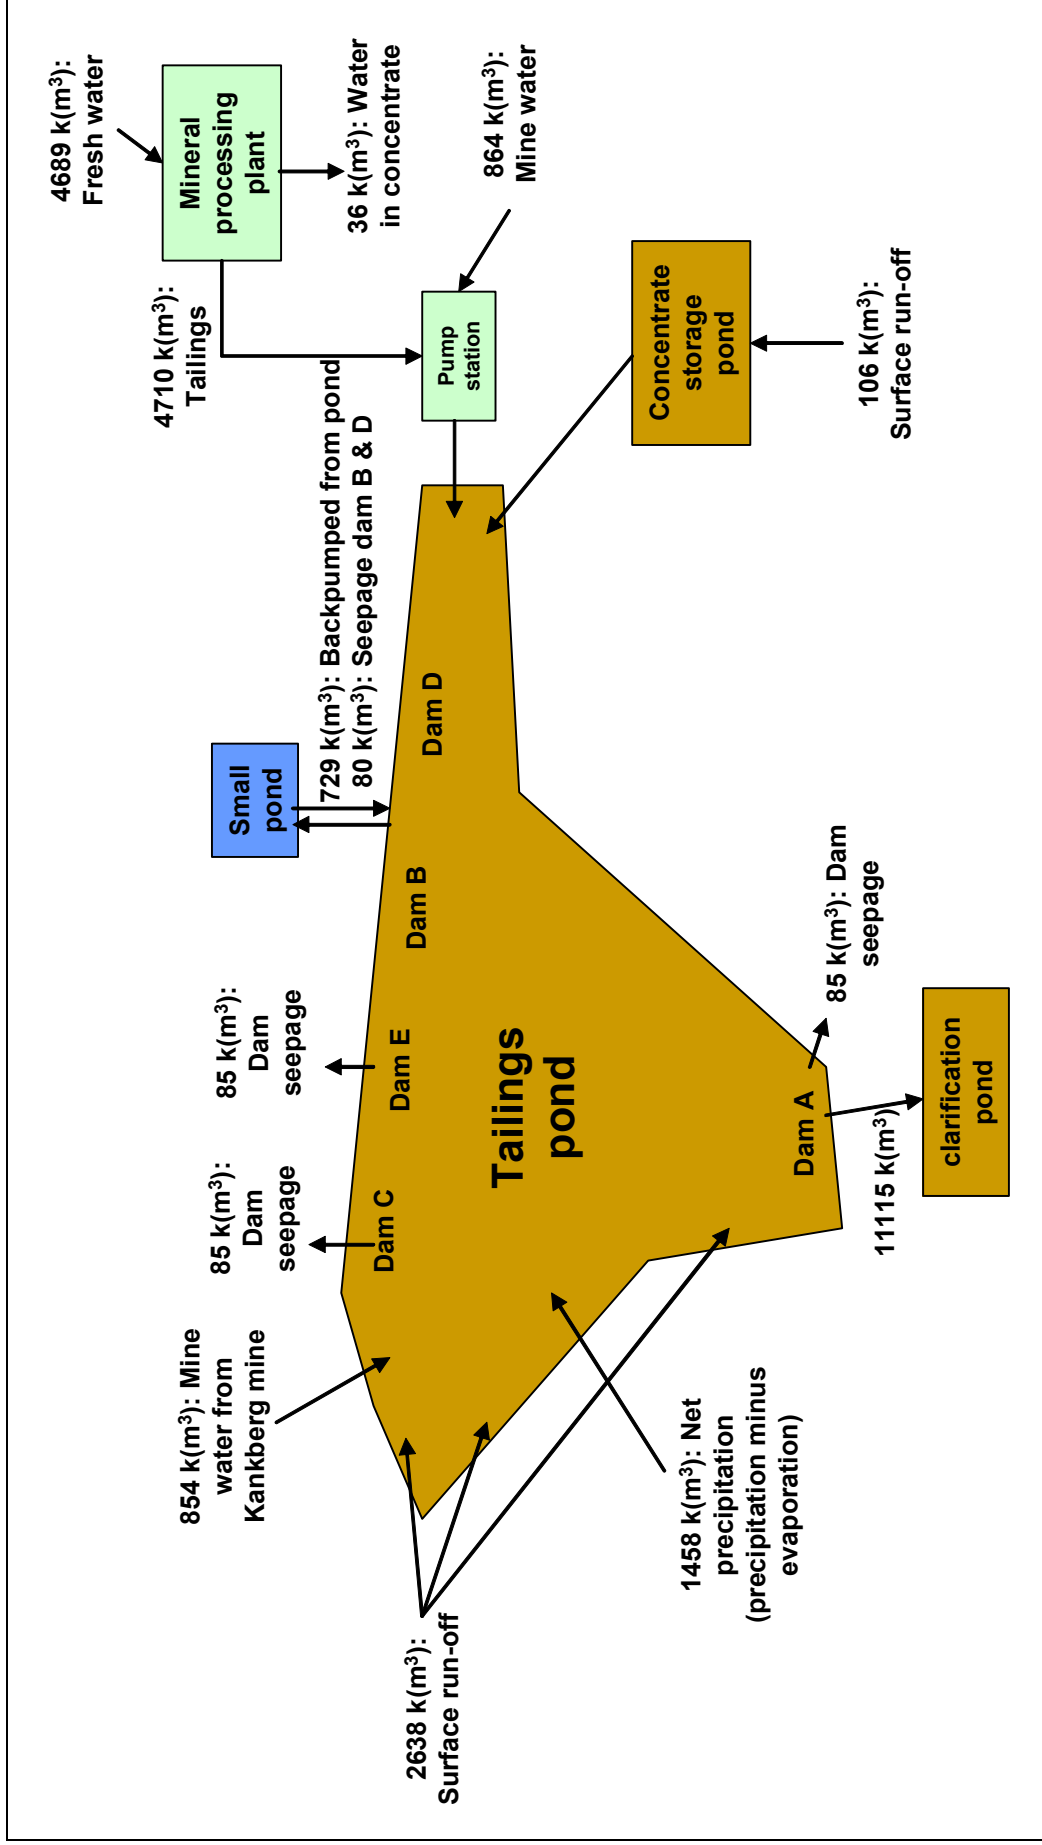 4689 k(m³):
Fresh water
Mineral
processing
plant
36 k(m³): Water
in concentrate
4710 k(m³):
Tailings
864 k(m³):
Mine water
Pump
station
Concentrate
storage
pond
106 k(m³):
Surface run-off
729 k(m³): Backpumped from pond
80 k(m³): Seepage dam B & D
Small
pond
Dam D
Dam B
85 k(m³):
Dam
seepage
Dam E
85 k(m³):
Dam
seepage
Dam C
Tailings
pond
Dam A
85 k(m³): Dam
seepage
11115 k(m³)
clarification
pond
854 k(m³): Mine
water from
Kankberg mine
2638 k(m³):
Surface run-off
1458 k(m³): Net
precipitation
(precipitation minus
evaporation)